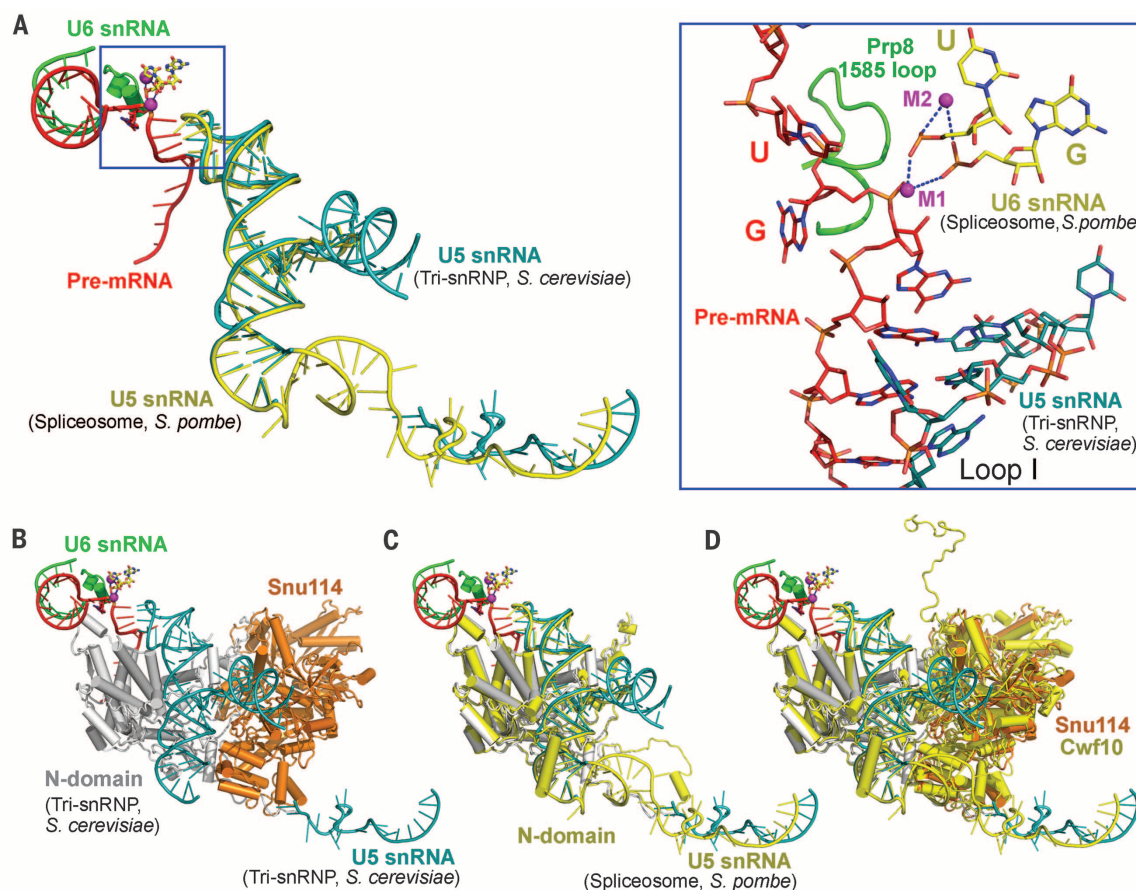 A
U6 snRNA
Pre-mRNA
U5 snRNA
(Tri-snRNP, S. cerevisiae)
U5 snRNA
(Spliceosome, S. pombe)
Prp8
1585 loop
U
M2
G
M1
U6 snRNA
(Spliceosome, S.pombe)
U
G
Pre-mRNA
U5 snRNA
(Tri-snRNP,
S. cerevisiae)
Loop I
B
U6 snRNA
Snu114
N-domain
(Tri-snRNP,
S. cerevisiae)
U5 snRNA
(Tri-snRNP, S. cerevisiae)
C
N-domain
U5 snRNA
(Spliceosome, S. pombe)
D
Snu114
Cwf10